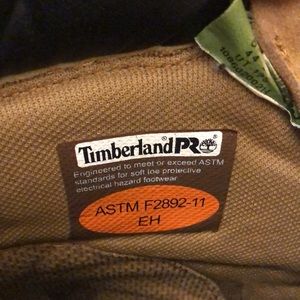 Timberland PRO
Engineered to meet or exceed ASTM
standards for soft toe protective
electrical hazard footwear
ASTM F2892-11
EH